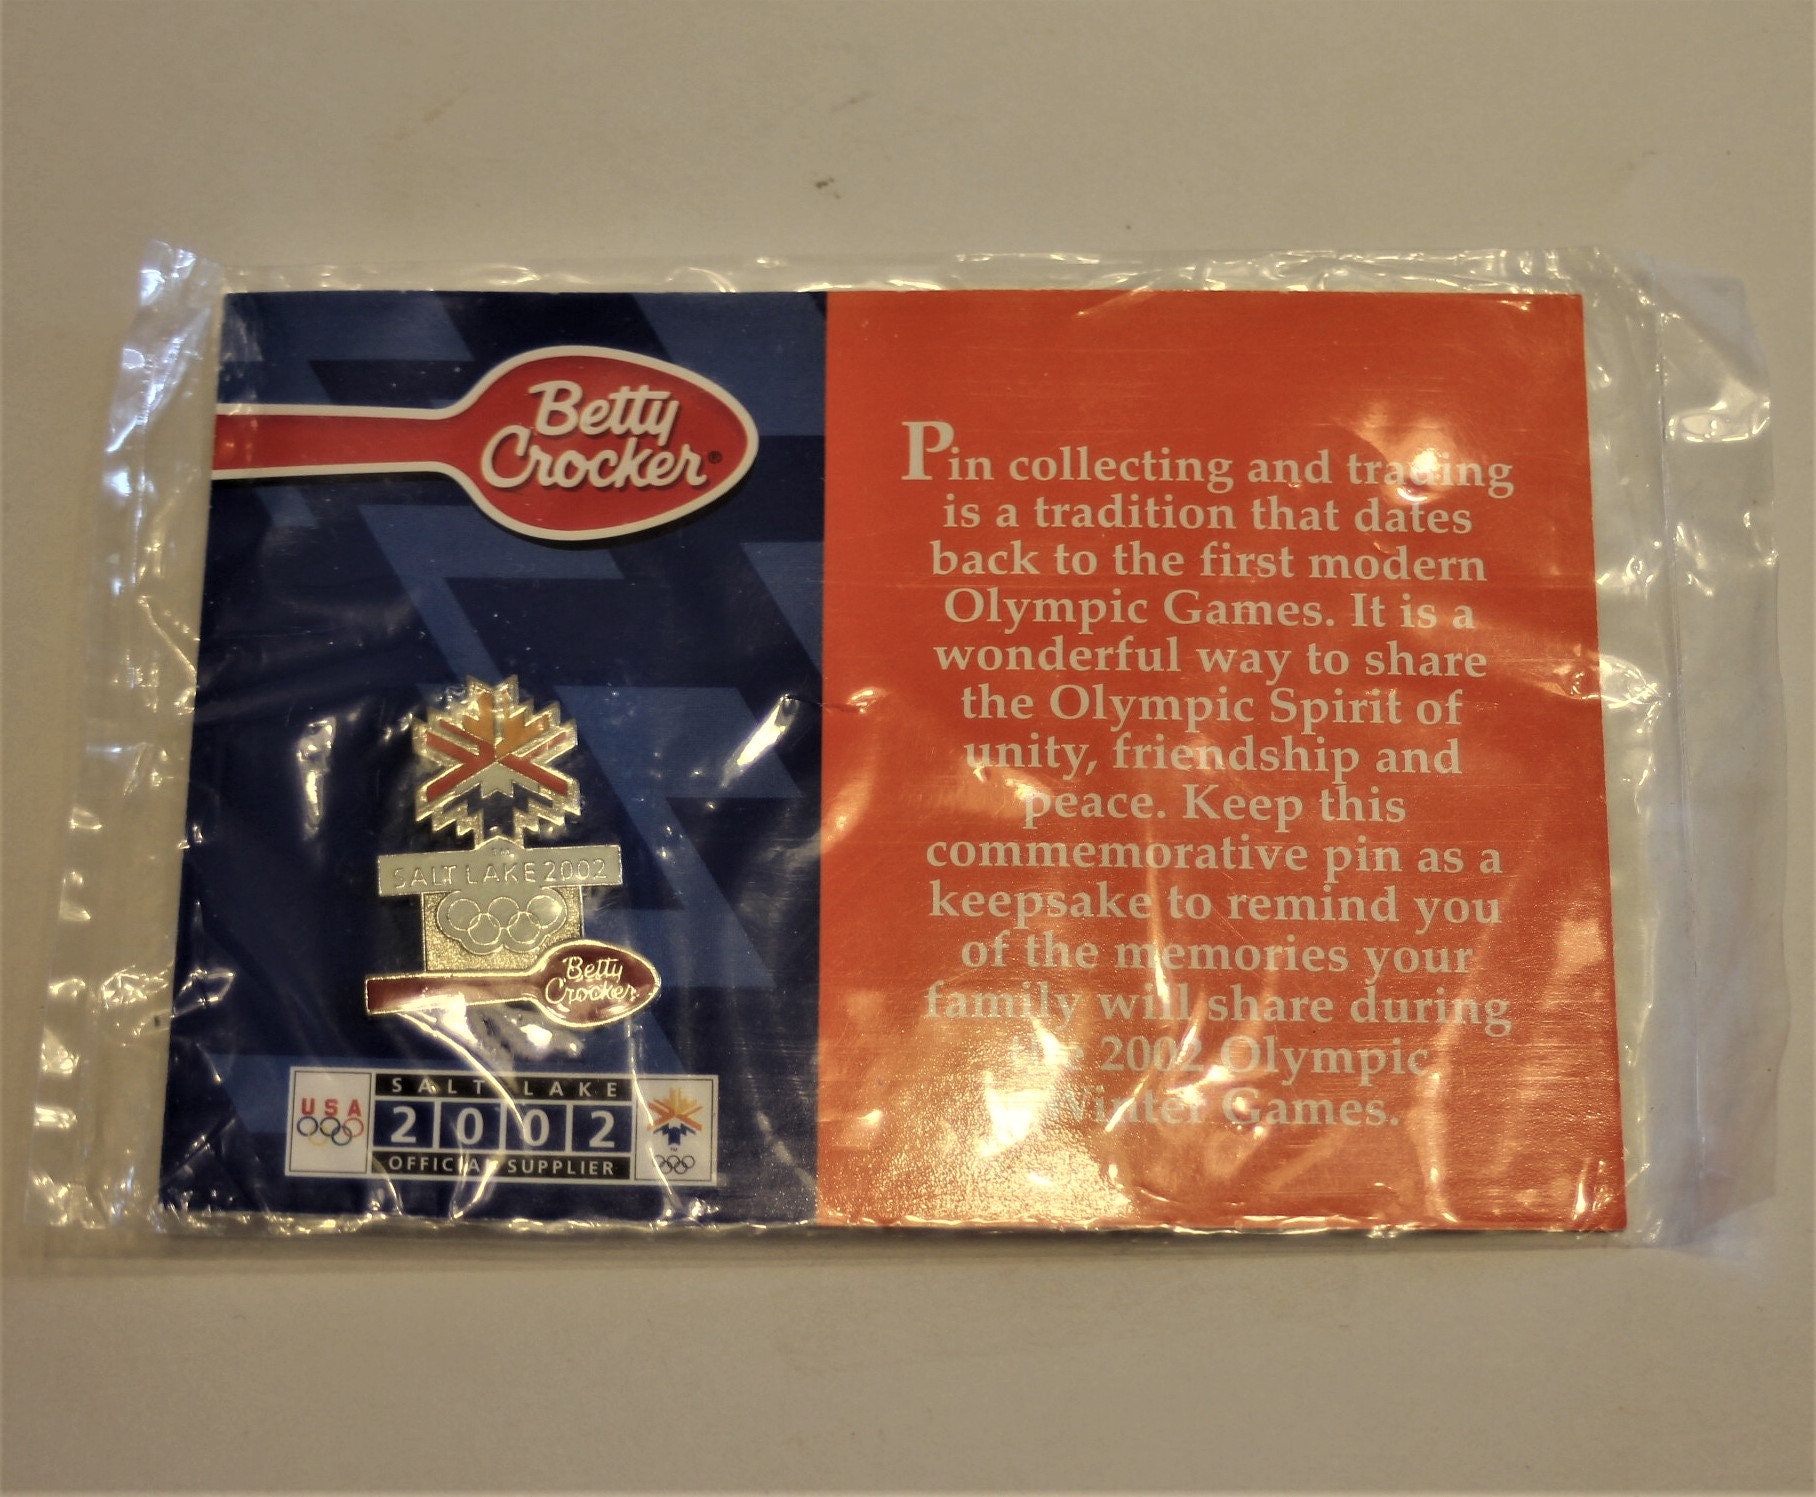 Betty
Crocker®
Pin collecting and trading
is a tradition that dates
back to the first modern
Olympic Games. It is a
wonderful way to share
the Olympic Spirit of
unity, friendship and
peace. Keep this
commemorative pin as a
keepsake to remind you
of the memories your
family will share during
the 2002 Olympic
Winter Games.
TM
SALT LAKE 2002
Betty
Crocker
SALT LAKE
USA
2002
OFFICIAL SUPPLIER